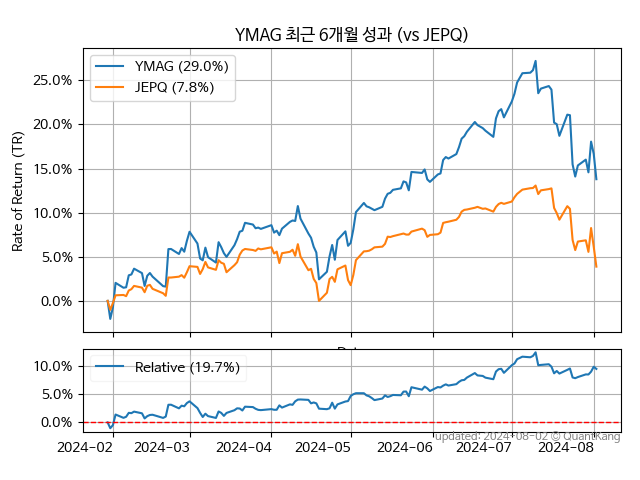 YMAG 최근 6개월 성과 (vs JEPQ)
Rate of Return (TR)
25.0%
20.0%
15.0%
10.0%
5.0%
0.0%
YMAG (29.0%)
JEPQ (7.8%)
10.0%
5.0%
0.0%
Relative (19.7%)
2024-02
2024-03
2024-04
2024-05
2024-06
2024-07
2024-08
updated: 2024-08-02 © QuantKang